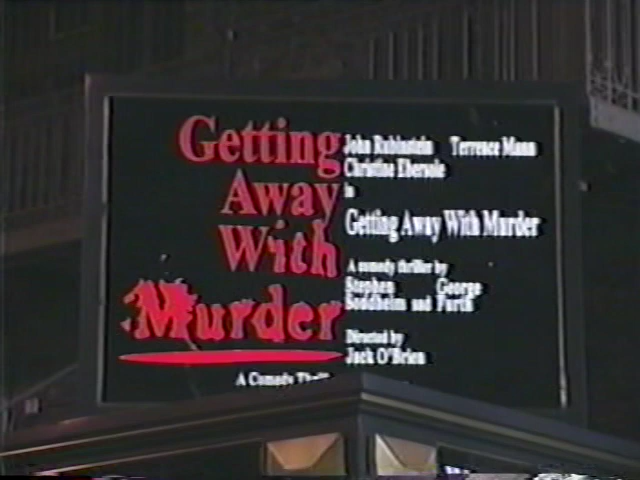 Getting
Away
With
Murder
A Comedy Thril
John Rubinstein Terrence Mann
Christine Ebersole
in
Getting Away With Murder
A comedy thriller by
Stephen George
Sondheim and Furth
Directed by
Jack O'Brien